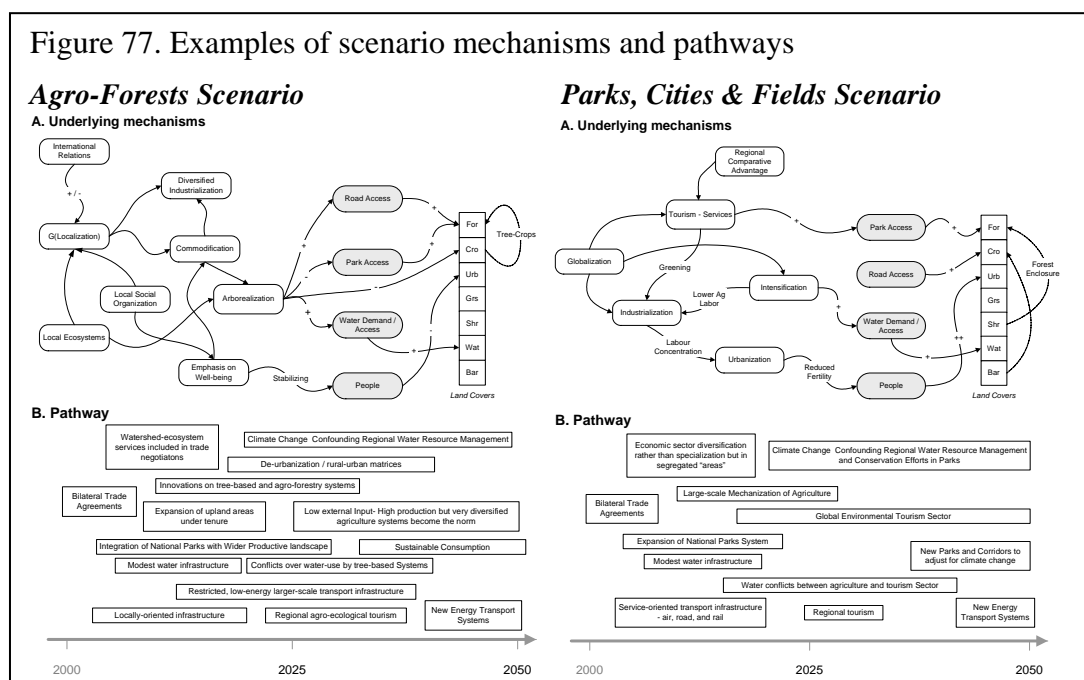 Figure 77. Examples of scenario mechanisms and pathways
Agro-Forests Scenario
A. Underlying mechanisms
International
Relations
+ / -
Diversified
Industrialization
G(Localization)
Commodification
Local Social
Organization
Arborealization
Local Ecosystems
Emphasis on
Well-being
Stabilizing
+
-
+
Road Access
Park Access
Water Demand /
Access
People
+
+
-
+
-
For
Cro
Urb
Grs
Shr
Wat
Bar
Land Covers
Tree-Crops
B. Pathway
Watershed-ecosystem
services included in trade
negotiatons
Climate Change Confounding Regional Water Resource Management
De-urbanization / rural-urban matrices
Innovations on tree-based and agro-forestry systems
Bilateral Trade
Agreements
Expansion of upland areas
under tenure
Low external Input- High production but very diversified
agriculture systems become the norm
Integration of National Parks with Wider Productive landscape
Sustainable Consumption
Modest water infrastructure
Conflicts over water-use by tree-based Systems
Restricted, low-energy larger-scale transport infrastructure
Locally-oriented infrastructure
Regional agro-ecological tourism
New Energy Transport
Systems
2000
2025
2050
Parks, Cities & Fields Scenario
A. Underlying mechanisms
Regional
Comparative
Advantage
Tourism - Services
Globalization
Greening
Intensification
Lower Ag
Labor
Industrialization
Labour
Concentration
Urbanization
Reduced
Fertility
+
+
Park Access
Road Access
Water Demand /
Access
People
+
+
++
+
For
Cro
Urb
Grs
Shr
Wat
Bar
Land Covers
Forest
Enclosure
B. Pathway
Economic sector diversification
rather than specialization but in
segregated "areas"
Climate Change Confounding Regional Water Resource Management
and Conservation Efforts in Parks
Large-scale Mechanization of Agriculture
Bilateral Trade
Agreements
Global Environmental Tourism Sector
Expansion of National Parks System
New Parks and Corridors to
adjust for climate change
Modest water infrastructure
Water conflicts between agriculture and tourism Sector
Service-oriented transport infrastructure
- air, road, and rail
Regional tourism
New Energy
Transport Systems
2000
2025
2050